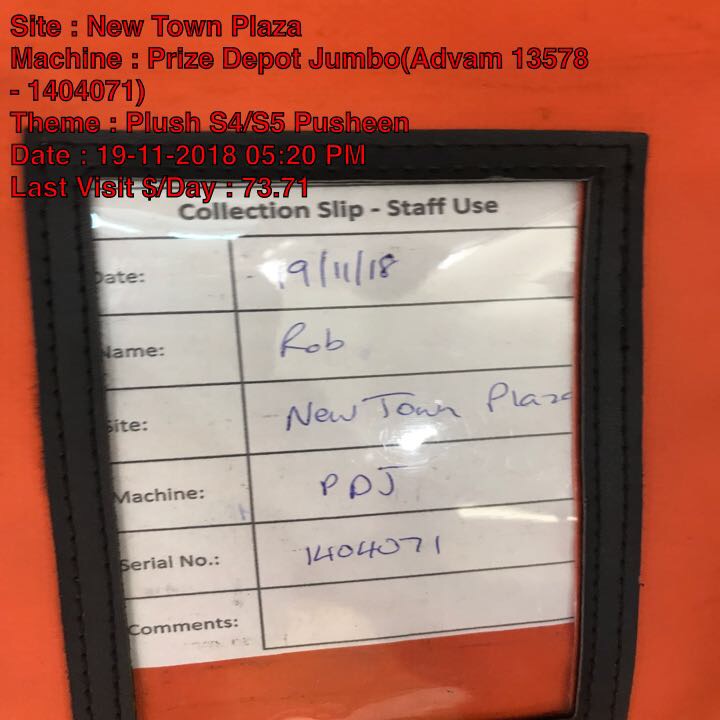 Site : New Town Plaza
Machine : Prize Depot Jumbo(Advam 13578
- 1404071)
Theme : Plush S4/S5 Pusheen
Date : 19-11-2018 05:20 PM
Last Visit $/Day : 73.71
Collection Slip - Staff Use
Date: 19/11/18
Name: Rob
Site: New Town Plaza
Machine: PDJ
Serial No.: 1404071
Comments: